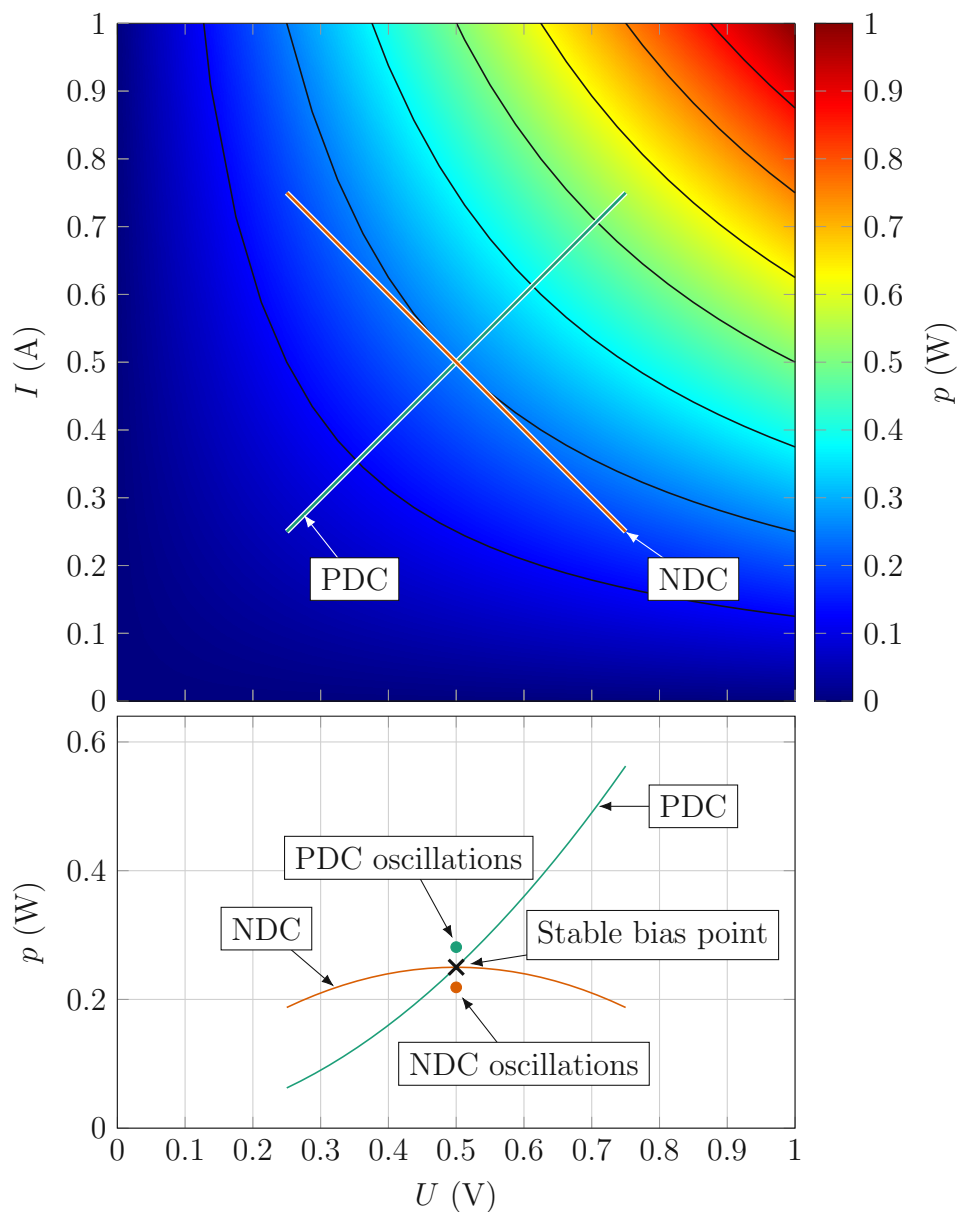 1
0.9
0.8
0.7
0.6
0.5
0.4
0.3
0.2
0.1
0
I (A)
PDC
NDC
1
0.9
0.8
0.7
0.6
0.5
0.4
0.3
0.2
0.1
0
p (W)
0.6
0.4
0.2
0
p (W)
PDC
PDC oscillations
NDC
Stable bias point
NDC oscillations
0 0.1 0.2 0.3 0.4 0.5 0.6 0.7 0.8 0.9 1
U (V)